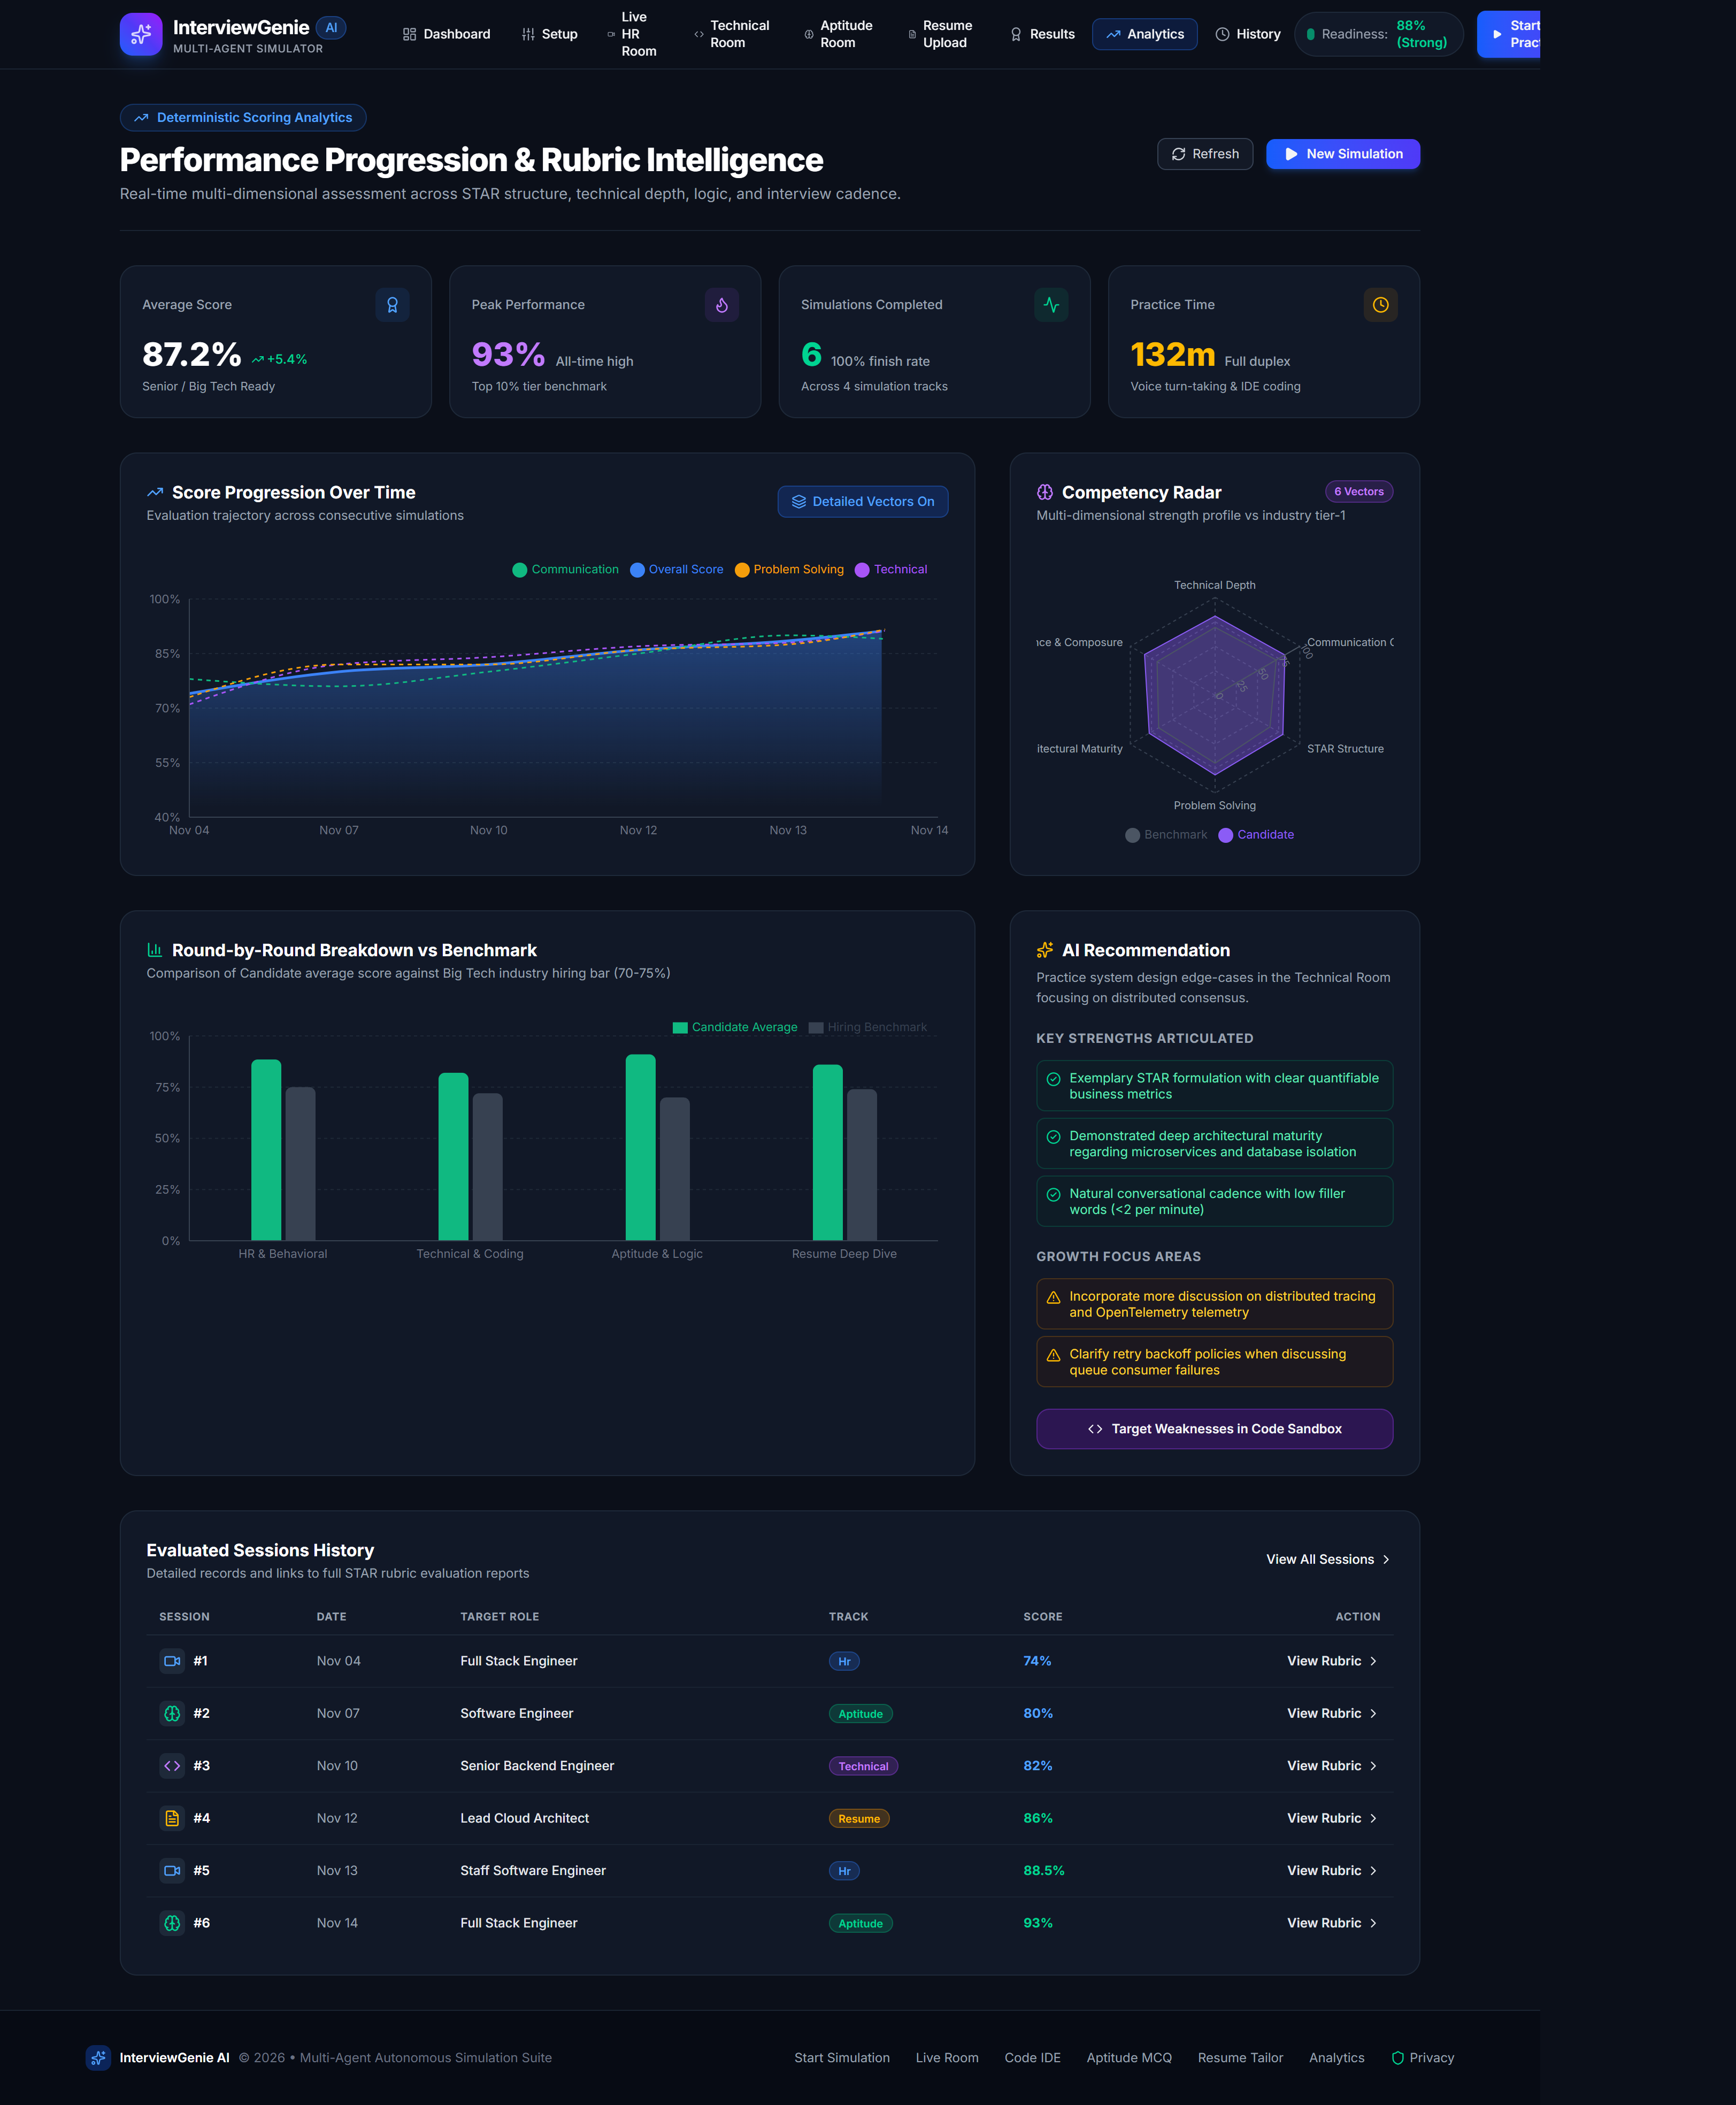 InterviewGenie AI
MULTI-AGENT SIMULATOR
Dashboard
Setup
Live
HR
Room
Technical
Room
Aptitude
Room
Resume
Upload
Results
Analytics
History
Readiness:
88%
(Strong)
Start
Pract
Deterministic Scoring Analytics
Performance Progression & Rubric Intelligence
Real-time multi-dimensional assessment across STAR structure, technical depth, logic, and interview cadence.
Refresh
New Simulation
Average Score
87.2% +5.4%
Senior / Big Tech Ready
Peak Performance
93% All-time high
Top 10% tier benchmark
Simulations Completed
6 100% finish rate
Across 4 simulation tracks
Practice Time
132m Full duplex
Voice turn-taking & IDE coding
Score Progression Over Time
Evaluation trajectory across consecutive simulations
Detailed Vectors On
Communication Overall Score Problem Solving Technical
100%
85%
70%
55%
40%
Nov 04 Nov 07 Nov 10 Nov 12 Nov 13 Nov 14
Competency Radar
6 Vectors
Multi-dimensional strength profile vs industry tier-1
Technical Depth
nce & Composure
Communication C
itectural Maturity
STAR Structure
Problem Solving
0
25
50
Benchmark Candidate
Round-by-Round Breakdown vs Benchmark
Comparison of Candidate average score against Big Tech industry hiring bar (70-75%)
Candidate Average Hiring Benchmark
100%
75%
50%
25%
0%
HR & Behavioral Technical & Coding Aptitude & Logic Resume Deep Dive
AI Recommendation
Practice system design edge-cases in the Technical Room
focusing on distributed consensus.
KEY STRENGTHS ARTICULATED
Exemplary STAR formulation with clear quantifiable
business metrics
Demonstrated deep architectural maturity
regarding microservices and database isolation
Natural conversational cadence with low filler
words (<2 per minute)
GROWTH FOCUS AREAS
Incorporate more discussion on distributed tracing
and OpenTelemetry telemetry
Clarify retry backoff policies when discussing
queue consumer failures
Target Weaknesses in Code Sandbox
Evaluated Sessions History
Detailed records and links to full STAR rubric evaluation reports
View All Sessions
SESSION DATE TARGET ROLE TRACK SCORE ACTION
#1 Nov 04 Full Stack Engineer Hr 74% View Rubric
#2 Nov 07 Software Engineer Aptitude 80% View Rubric
#3 Nov 10 Senior Backend Engineer Technical 82% View Rubric
#4 Nov 12 Lead Cloud Architect Resume 86% View Rubric
#5 Nov 13 Staff Software Engineer Hr 88.5% View Rubric
#6 Nov 14 Full Stack Engineer Aptitude 93% View Rubric
InterviewGenie AI © 2026 • Multi-Agent Autonomous Simulation Suite
Start Simulation Live Room Code IDE Aptitude MCQ Resume Tailor Analytics Privacy